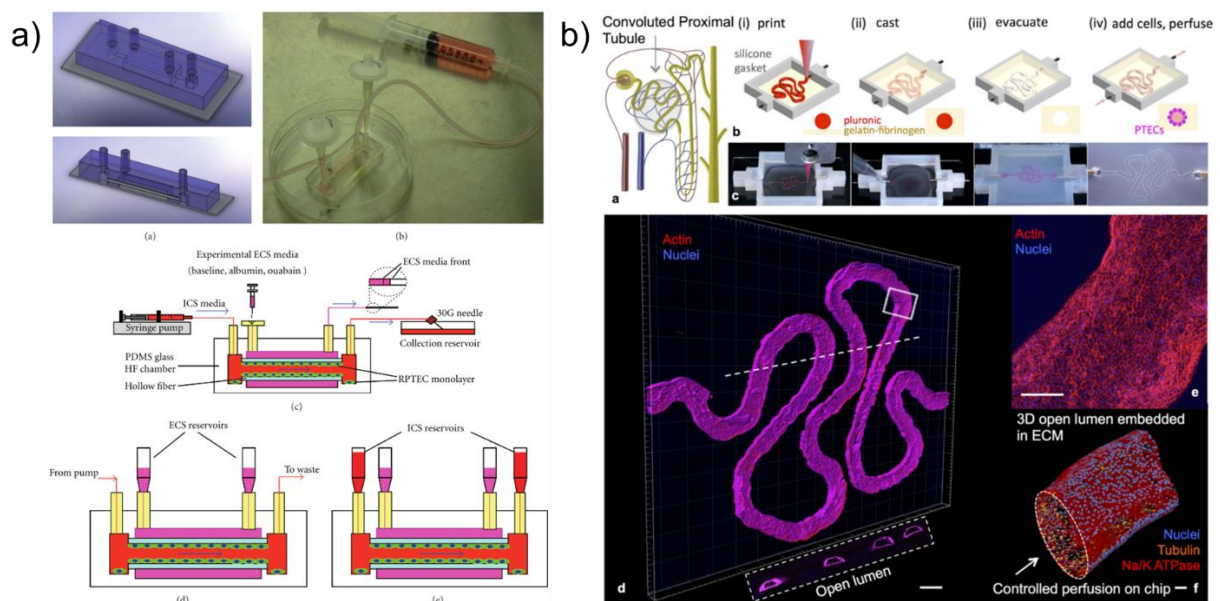 a)
(a)
(b)
Experimental ECS media
(baseline, albumin, ouabain )
ECS media front
ICS media
30G needle
Syringe pump
Collection reservoir
PDMS glass
HF chamber
Hollow fiber
RPTEC monolayer
(c)
ECS reservoirs
ICS reservoirs
From pump
To waste
(d)
(e)
b)
Convoluted Proximal
Tubule
(i) print
(ii) cast
(iii) evacuate
(iv) add cells, perfuse
silicone
gasket
pluronic
gelatin-fibrinogen
PTECs
a
b
c
Actin
Nuclei
Open lumen
d
Actin
Nuclei
e
3D open lumen embedded
in ECM
Nuclei
Tubulin
Na/K ATPase
Controlled perfusion on chip
f